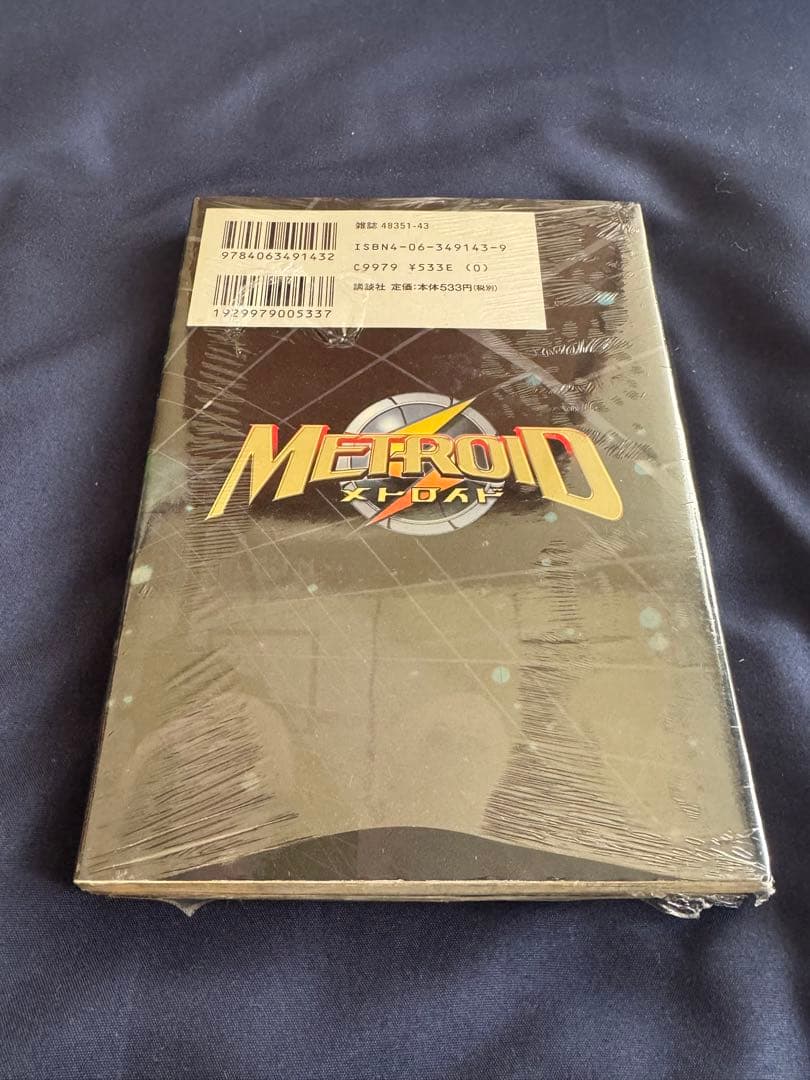 雑誌 48351-43
ISBN4-06-349143-9
9784063491432
C9979 ¥533E (0)
講談社 定価:本体533円(税別)
1929979005337
METROID
メトロイド